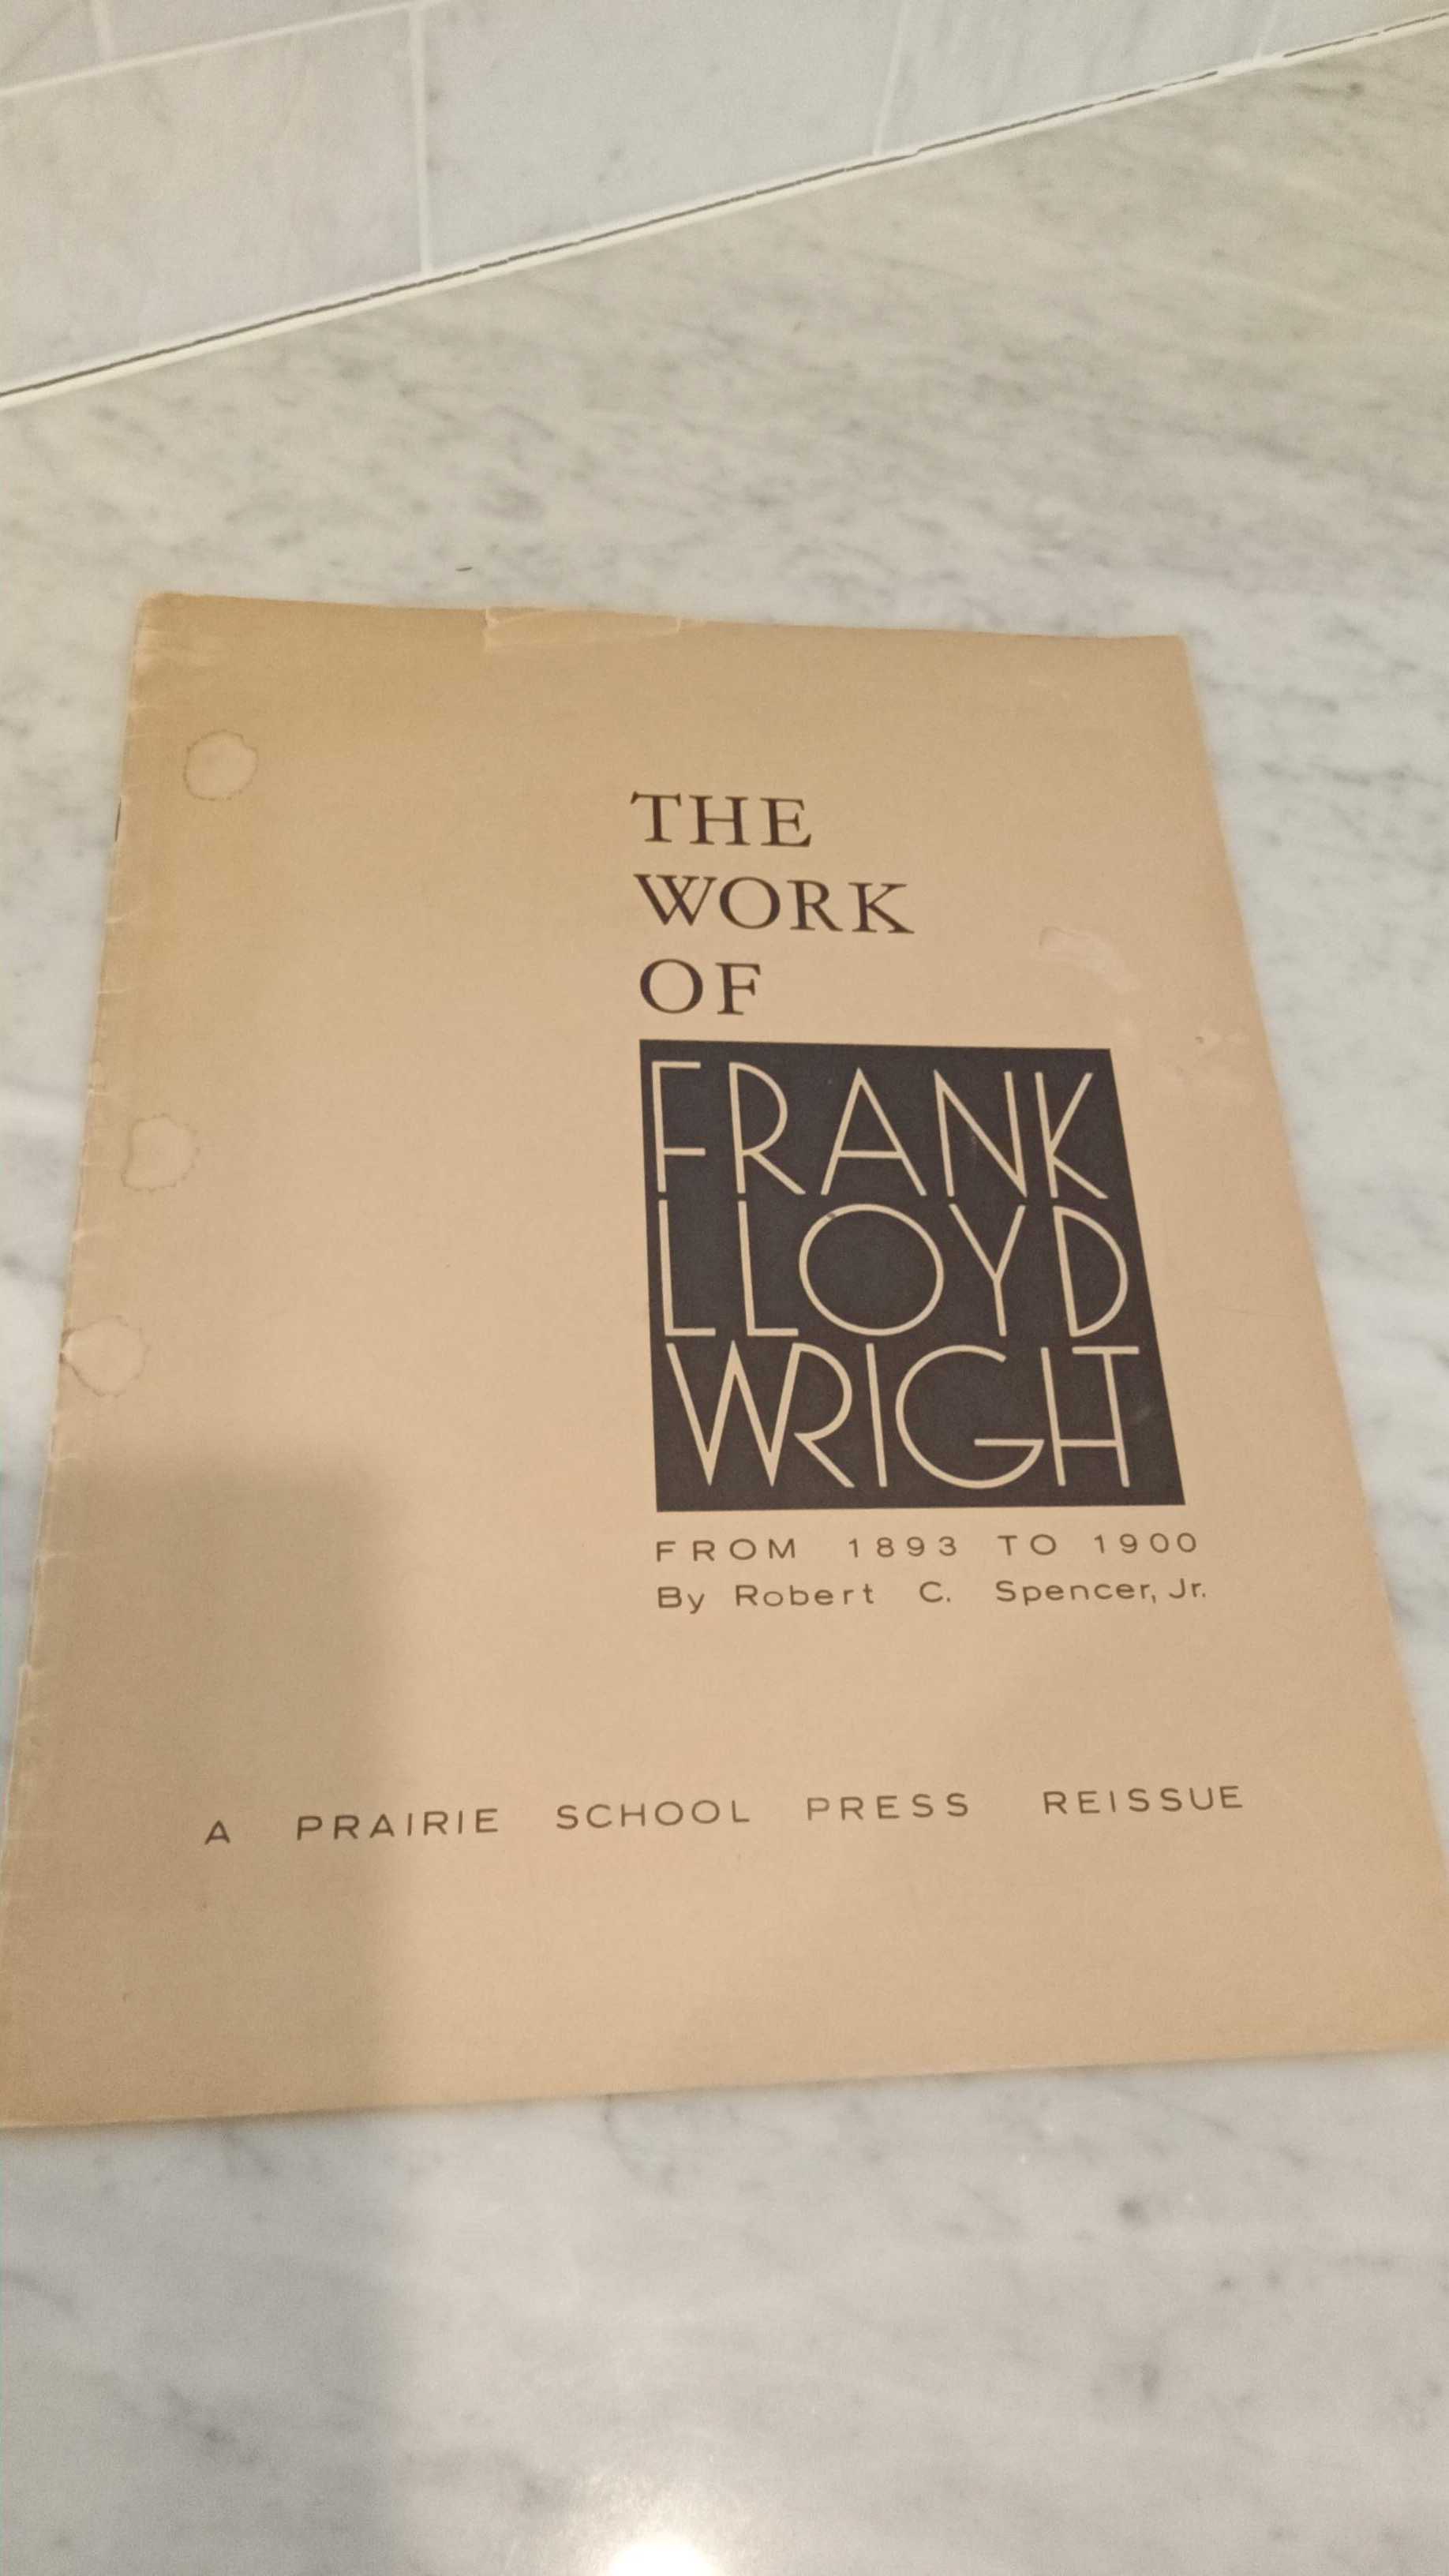 THE
WORK
OF
FRANK
LLOYD
WRIGHT
FROM 1893 TO 1900
By Robert C. Spencer, Jr.
A PRAIRIE SCHOOL PRESS REISSUE